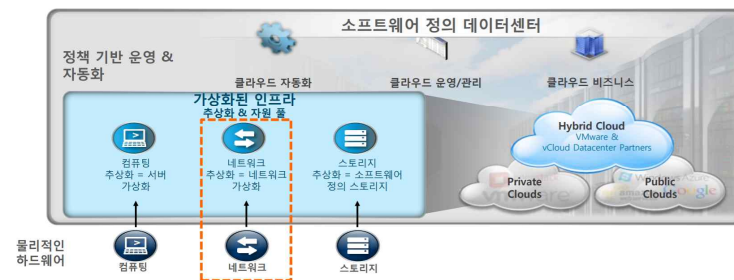 소프트웨어 정의 데이터센터
정책 기반 운영 &
자동화
클라우드 자동화
클라우드 운영/관리
클라우드 비즈니스
가상화된 인프라
추상화 & 자원 풀
컴퓨팅
추상화 = 서버
가상화
네트워크
추상화 = 네트워크
가상화
스토리지
추상화 = 소프트웨어
정의 스토리지
Hybrid Cloud
VMware &
vCloud Datacenter Partners
Private
Clouds
Public
Clouds
물리적인
하드웨어
컴퓨팅
네트워크
스토리지